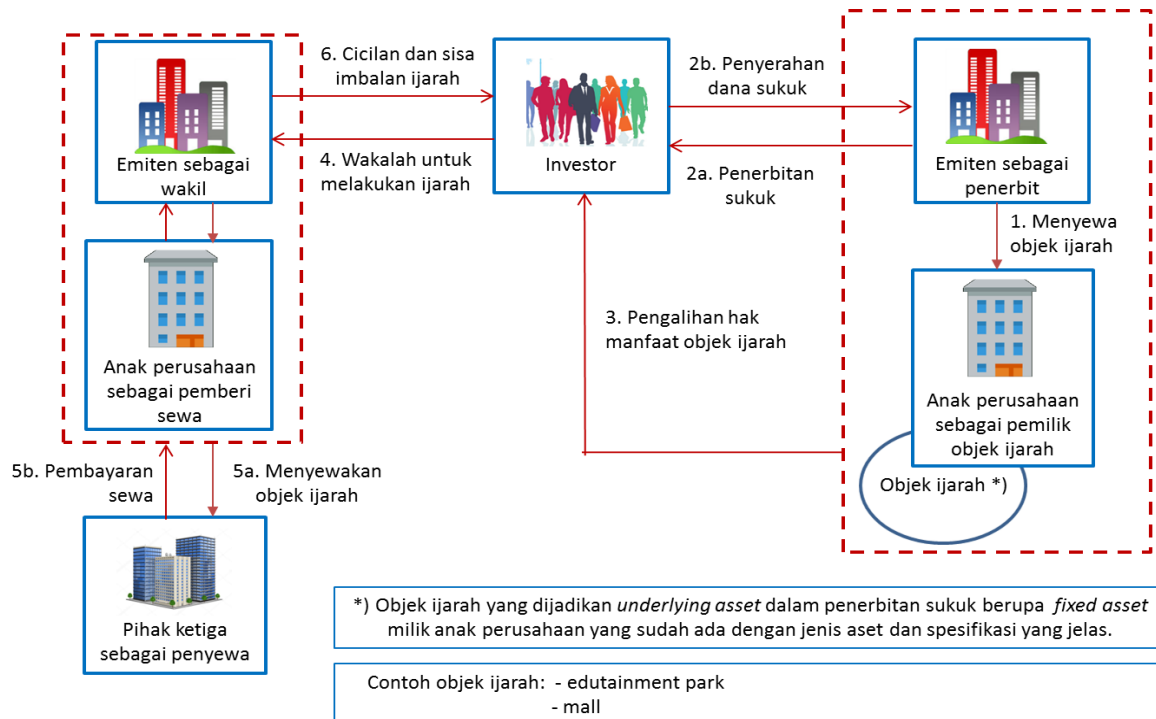 6. Cicilan dan sisa
imbalan ijarah
2b. Penyerahan
dana sukuk
Emiten sebagai
wakil
4. Wakalah untuk
melakukan ijarah
Investor
2a. Penerbitan
sukuk
Emiten sebagai
penerbit
1. Menyewa
objek ijarah
Anak perusahaan
sebagai pemberi
sewa
3. Pengalihan hak
manfaat objek ijarah
Anak perusahaan
sebagai pemilik
objek ijarah
Objek ijarah *)
5b. Pembayaran
sewa
5a. Menyewakan
objek ijarah
Pihak ketiga
sebagai penyewa
*) Objek ijarah yang dijadikan underlying asset dalam penerbitan sukuk berupa fixed asset
milik anak perusahaan yang sudah ada dengan jenis aset dan spesifikasi yang jelas.
Contoh objek ijarah: - edutainment park
- mall